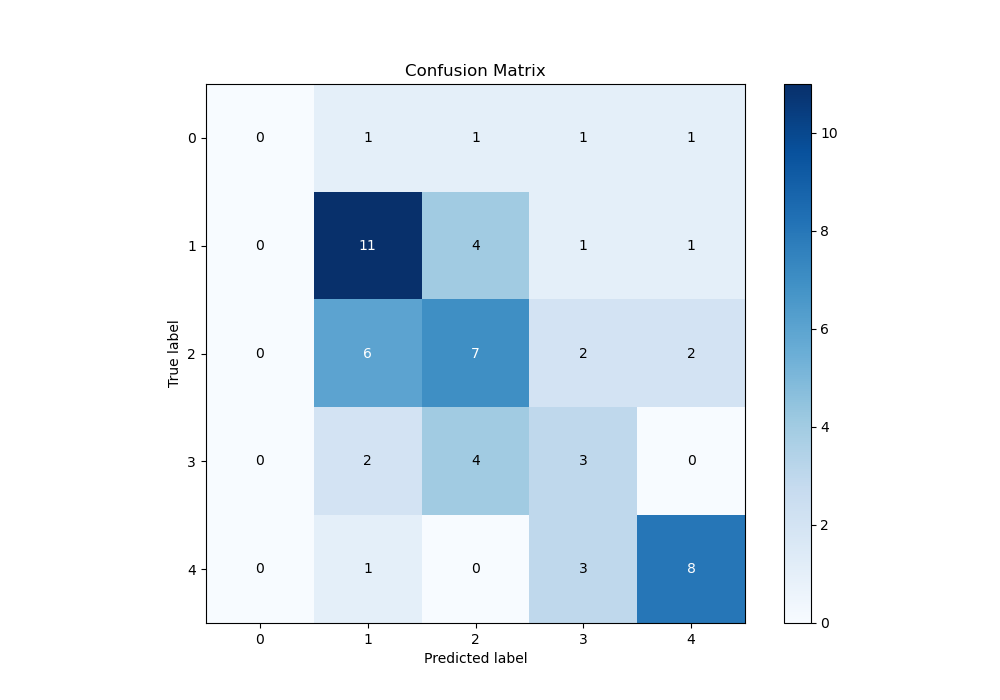 Confusion Matrix
0 0 1 1 1 1
1 0 11 4 1 1
2 0 6 7 2 2
3 0 2 4 3 0
4 0 1 0 3 8
0 1 2 3 4
Predicted label
True label
10
8
6
4
2
0